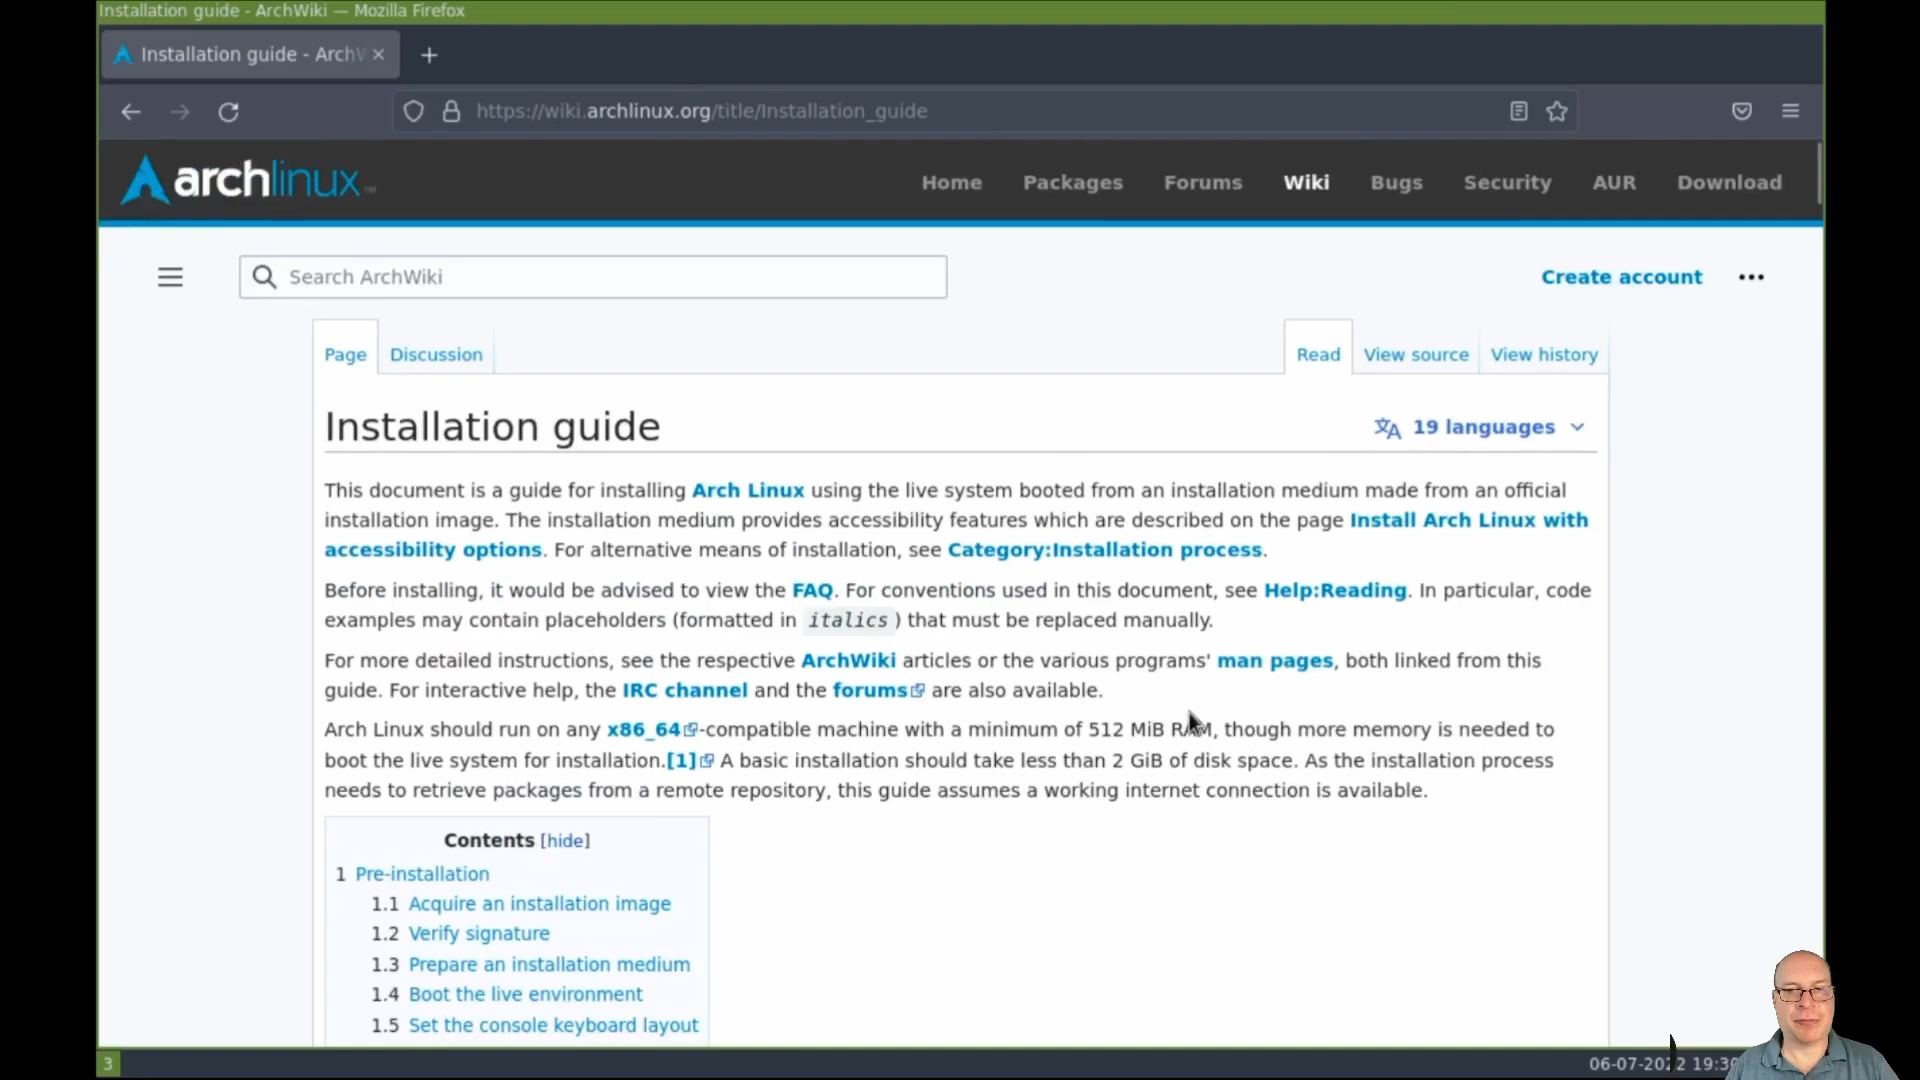 Installation guide - ArchWiki — Mozilla Firefox
Installation guide - Arch
https://wiki.archlinux.org/title/Installation_guide
archlinux™
Home Packages Forums Wiki Bugs Security AUR Download
Search ArchWiki
Create account
Page Discussion Read View source View history
Installation guide
19 languages
This document is a guide for installing Arch Linux using the live system booted from an installation medium made from an official
installation image. The installation medium provides accessibility features which are described on the page Install Arch Linux with
accessibility options. For alternative means of installation, see Category:Installation process.
Before installing, it would be advised to view the FAQ. For conventions used in this document, see Help:Reading. In particular, code
examples may contain placeholders (formatted in italics ) that must be replaced manually.
For more detailed instructions, see the respective ArchWiki articles or the various programs' man pages, both linked from this
guide. For interactive help, the IRC channel and the forums are also available.
Arch Linux should run on any x86_64-compatible machine with a minimum of 512 MiB RAM, though more memory is needed to
boot the live system for installation.[1] A basic installation should take less than 2 GiB of disk space. As the installation process
needs to retrieve packages from a remote repository, this guide assumes a working internet connection is available.
Contents [hide]
1 Pre-installation
1.1 Acquire an installation image
1.2 Verify signature
1.3 Prepare an installation medium
1.4 Boot the live environment
1.5 Set the console keyboard layout
3
06-07-2022